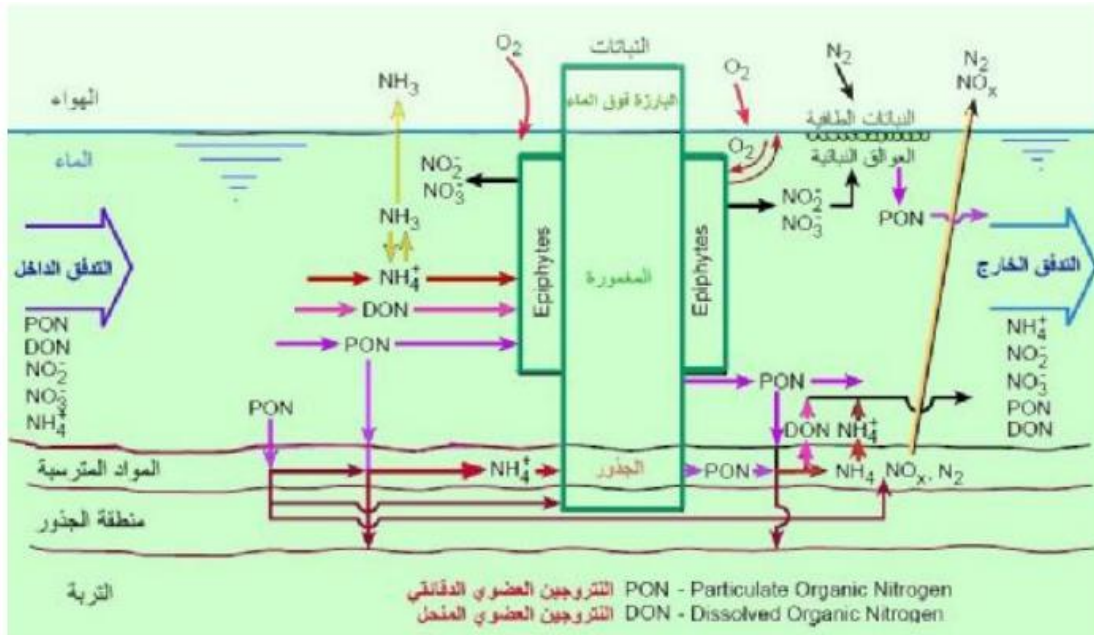 O₂
النباتات
N₂
N₂
NOₓ
NH₃
الهواء
البارزة فوق الماء
O₂
النباتات الطافية
الماء
O₂
العوالق النباتية
NO₂⁻
NO₃⁻
NO₂⁻
NO₃⁻
PON
NH₃
التدفق الداخل
NH₄⁺
Epiphytes
المغمورة
Epiphytes
التدفق الخارج
DON
PON
PON
DON
NO₂⁻
NO₃⁻
NH₄⁺
NH₄⁺
NO₂⁻
NO₃⁻
PON
DON
PON
PON
DON
NH₄⁺
المواد المترسبة
NH₄⁺
الجذور
PON
NH₄
NOₓ, N₂
منطقة الجذور
التربة
النتروجين العضوي الدقائقي PON - Particulate Organic Nitrogen
النتروجين العضوي المنحل DON - Dissolved Organic Nitrogen